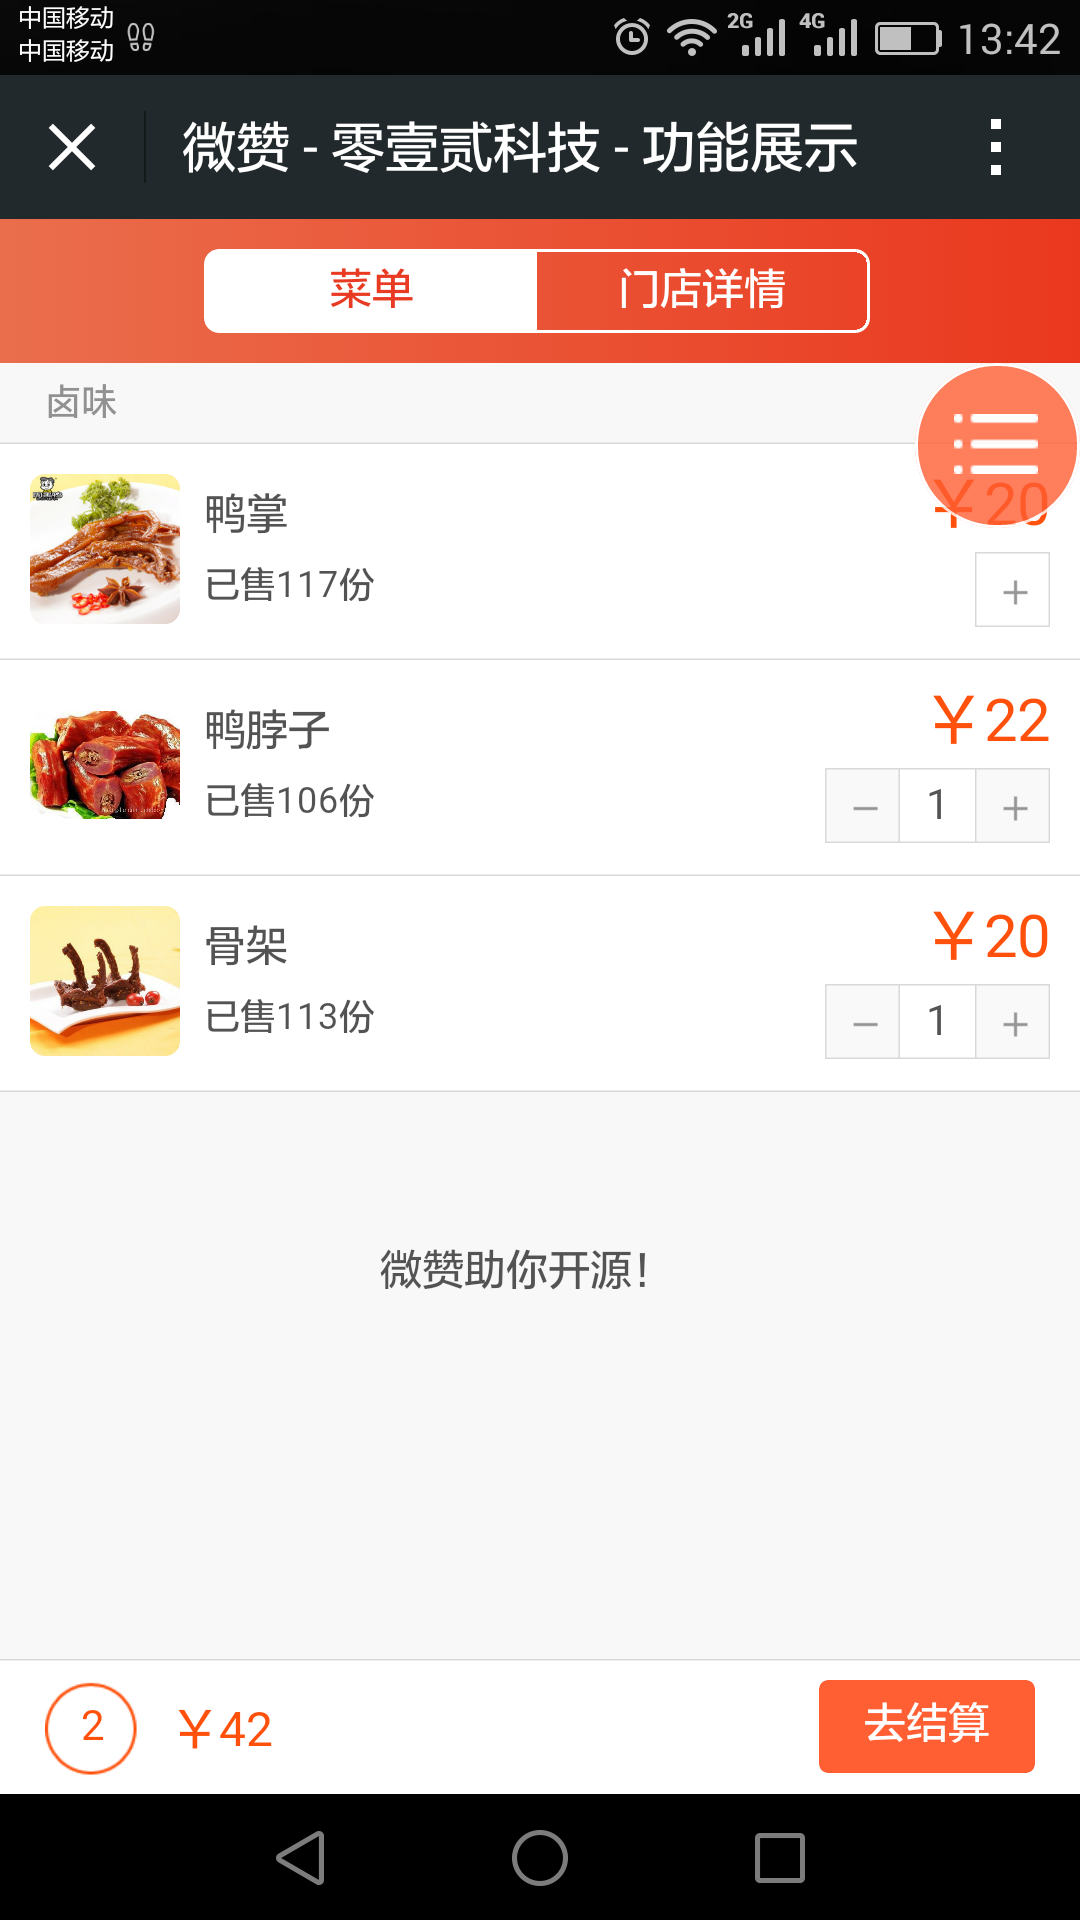 中国移动
中国移动
2G 4G 13:42
微赞 - 零壹贰科技 - 功能展示
菜单 门店详情
卤味
鸭掌 ￥20
已售117份 +
鸭脖子 ￥22
已售106份 − 1 +
骨架 ￥20
已售113份 − 1 +
微赞助你开源！
2 ￥42 去结算